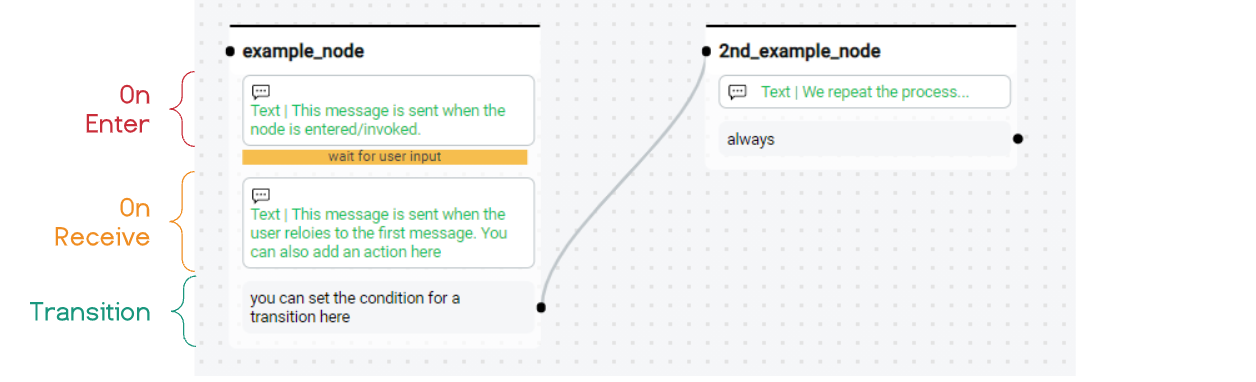 example_node
2nd_example_node
On
Enter
Text | This message is sent when the
node is entered/invoked.
Text | We repeat the process...
wait for user input
always
On
Receive
Text | This message is sent when the
user reloies to the first message. You
can also add an action here
Transition
you can set the condition for a
transition here